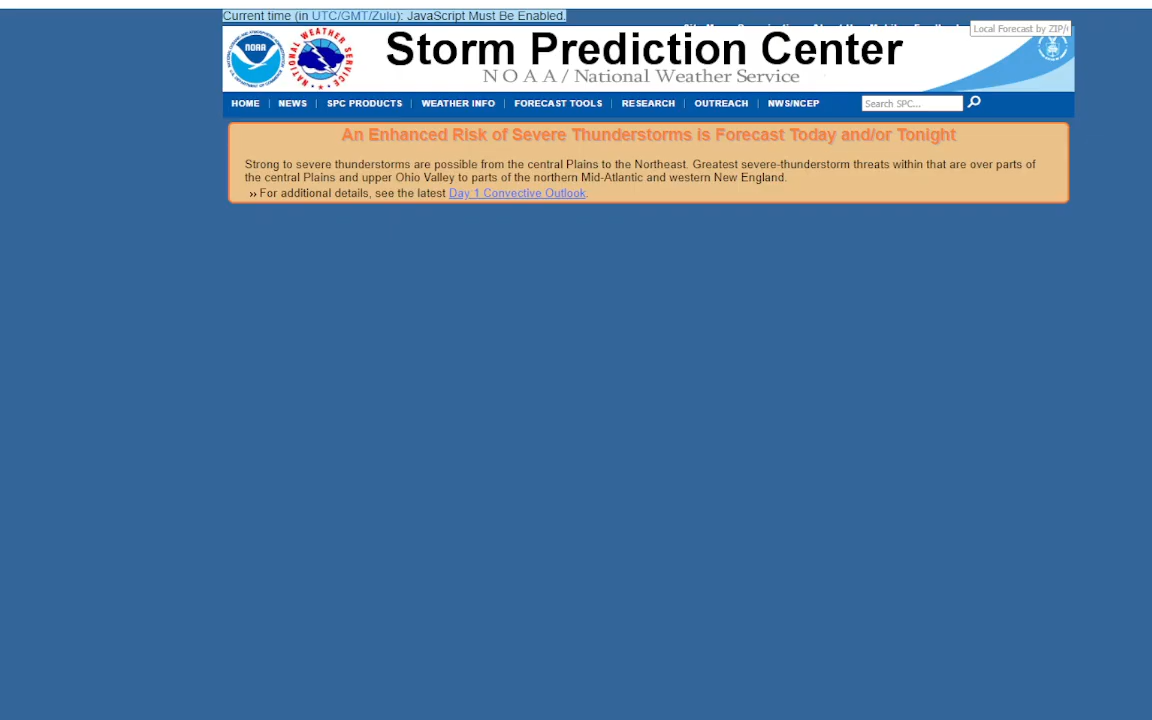 Current time (in UTC/GMT/Zulu): JavaScript Must Be Enabled.
Local Forecast by ZIP/
NOAA
Storm Prediction Center
NOAA / National Weather Service
HOME NEWS SPC PRODUCTS WEATHER INFO FORECAST TOOLS RESEARCH OUTREACH NWS/NCEP Search SPC...
An Enhanced Risk of Severe Thunderstorms is Forecast Today and/or Tonight
Strong to severe thunderstorms are possible from the central Plains to the Northeast. Greatest severe-thunderstorm threats within that are over parts of
the central Plains and upper Ohio Valley to parts of the northern Mid-Atlantic and western New England.
›› For additional details, see the latest Day 1 Convective Outlook.